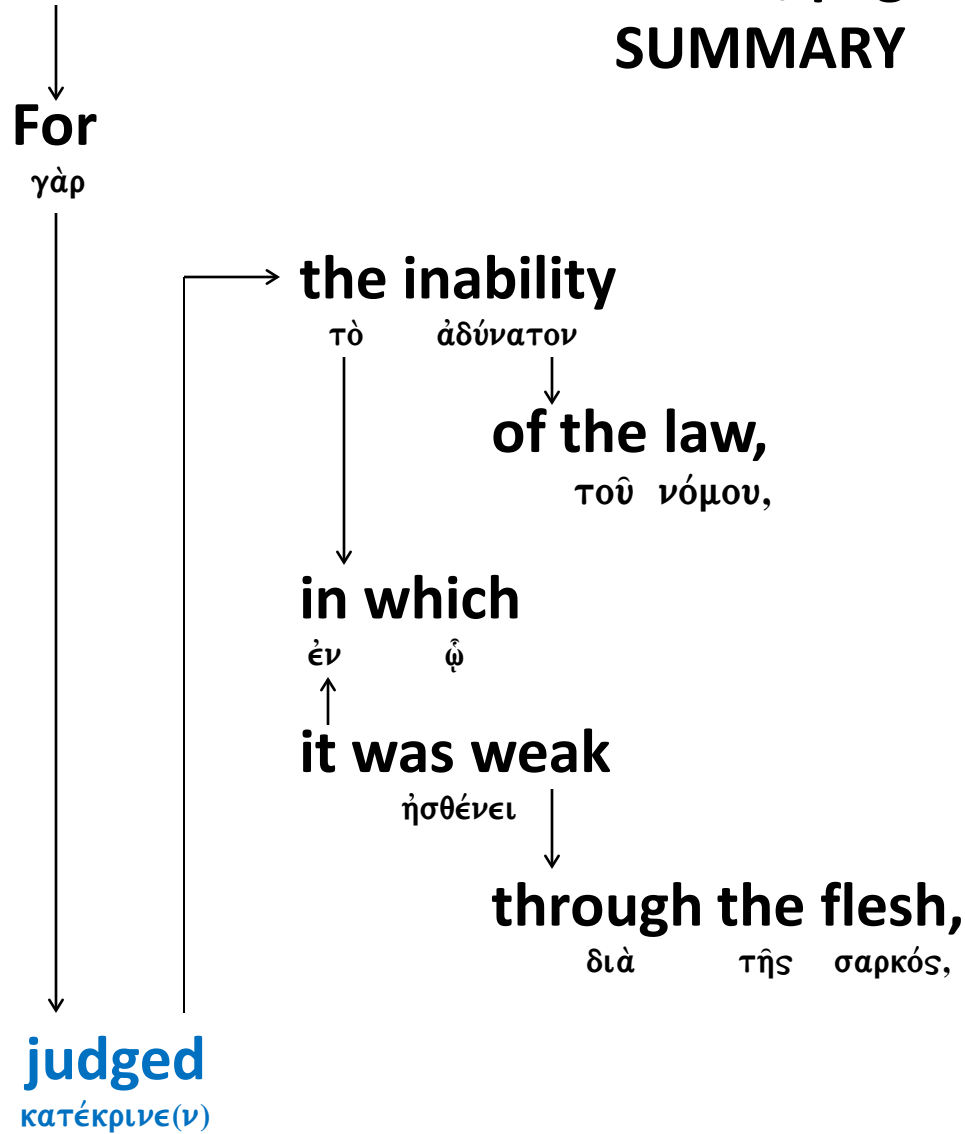 SUMMARY
For
γὰρ
the inability
τὸ ἀδύνατον
of the law,
τοῦ νόμου,
in which
ἐν ᾧ
it was weak
ἠσθένει
through the flesh,
διὰ τῆς σαρκός,
judged
κατέκρινε(ν)